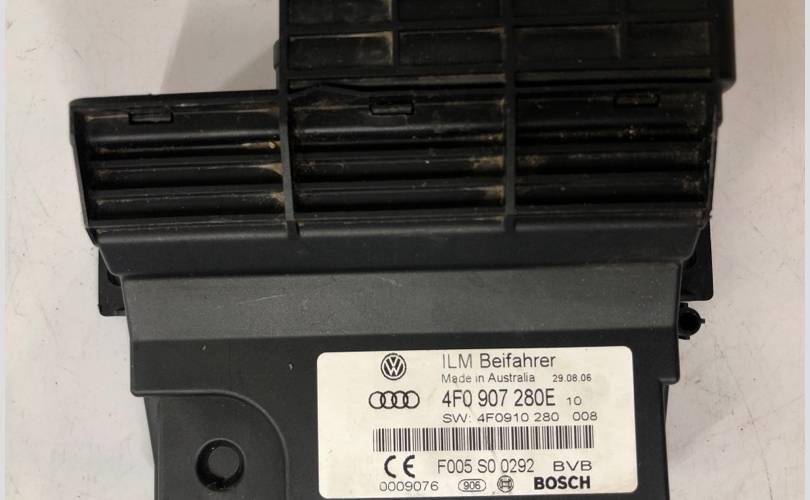 ILM Beifahrer
Made in Australia 29.08.06
4F0 907 280E 10
SW: 4F0910 280 008
CE F005 S0 0292 BVB
0009076 906 BOSCH